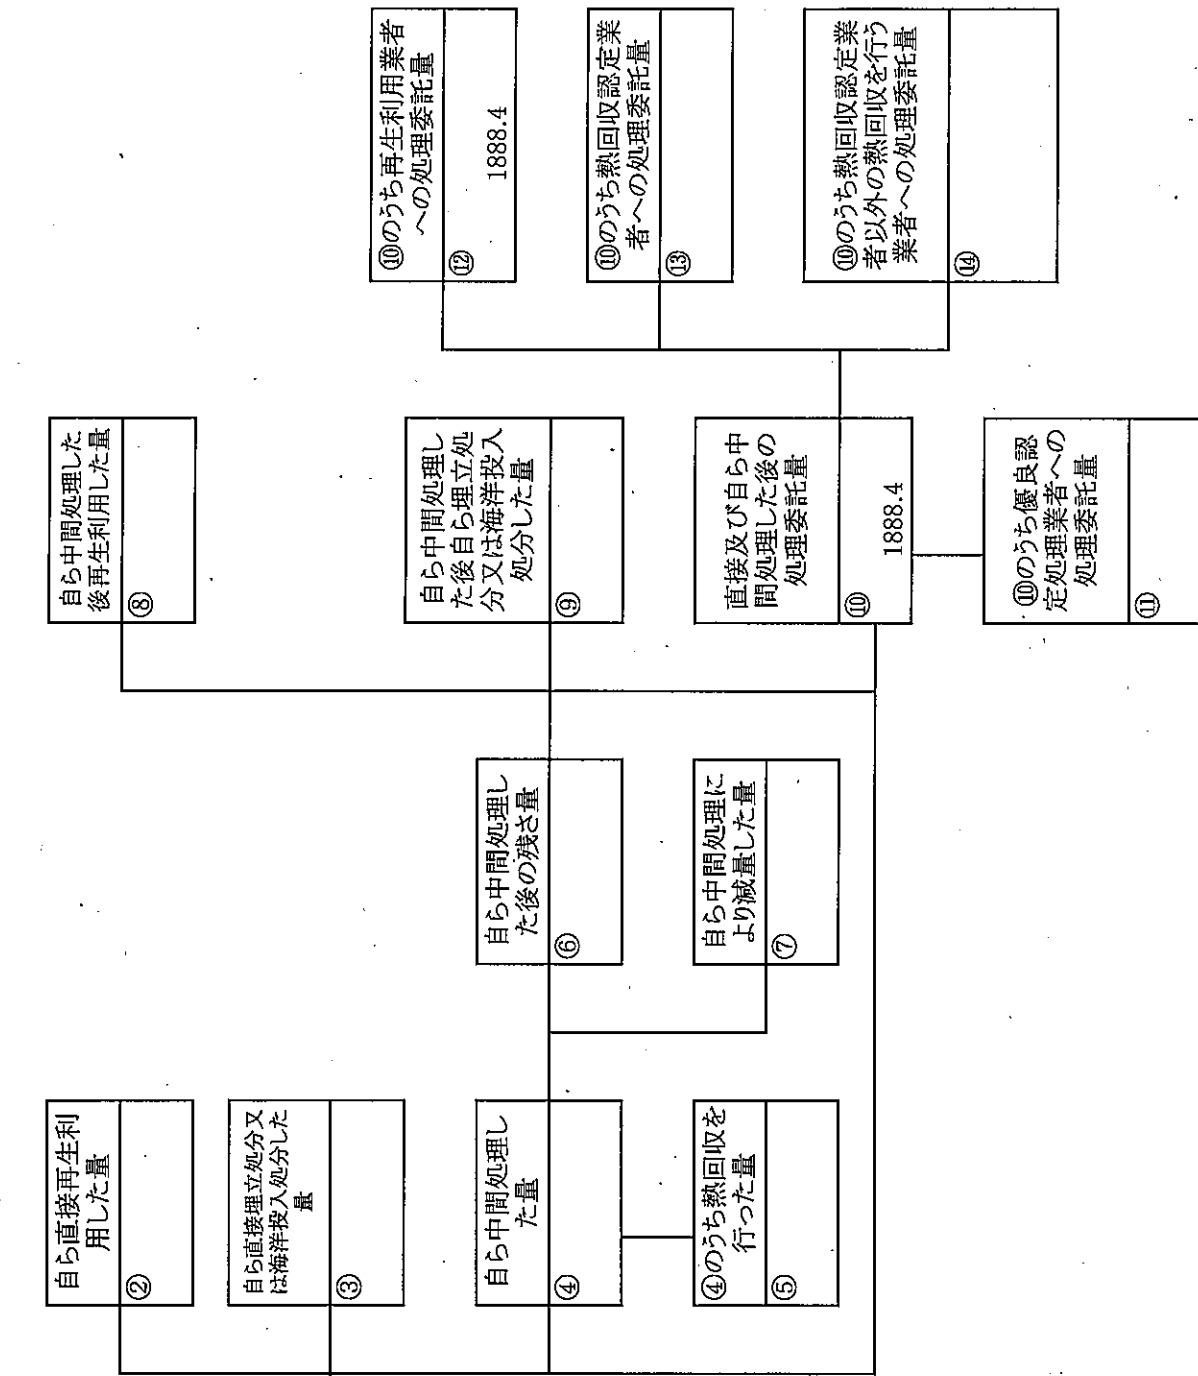 自ら直接再生利
用した量
②
自ら直接埋立処分又
は海洋投入処分した
量
③
自ら中間処理し
た量
④
④のうち熱回収を
行った量
⑤
自ら中間処理し
た後の残さ量
⑥
自ら中間処理に
より減量した量
⑦
自ら中間処理した
後再生利用した量
⑧
自ら中間処理し
た後自ら埋立処
分又は海洋投入
処分した量
⑨
直接及び自ら中
間処理した後の
処理委託量
⑩
1888.4
⑩のうち優良認
定処理業者への
処理委託量
⑪
⑩のうち再生利用業者
への処理委託量
⑫
1888.4
⑩のうち熱回収認定業
者への処理委託量
⑬
⑩のうち熱回収認定業
者以外の熱回収を行う
業者への処理委託量
⑭